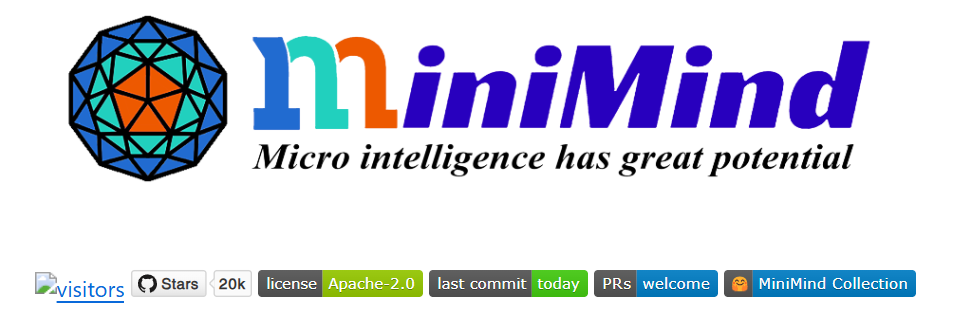 miniMind
Micro intelligence has great potential
visitors Stars 20k license Apache-2.0 last commit today PRs welcome MiniMind Collection